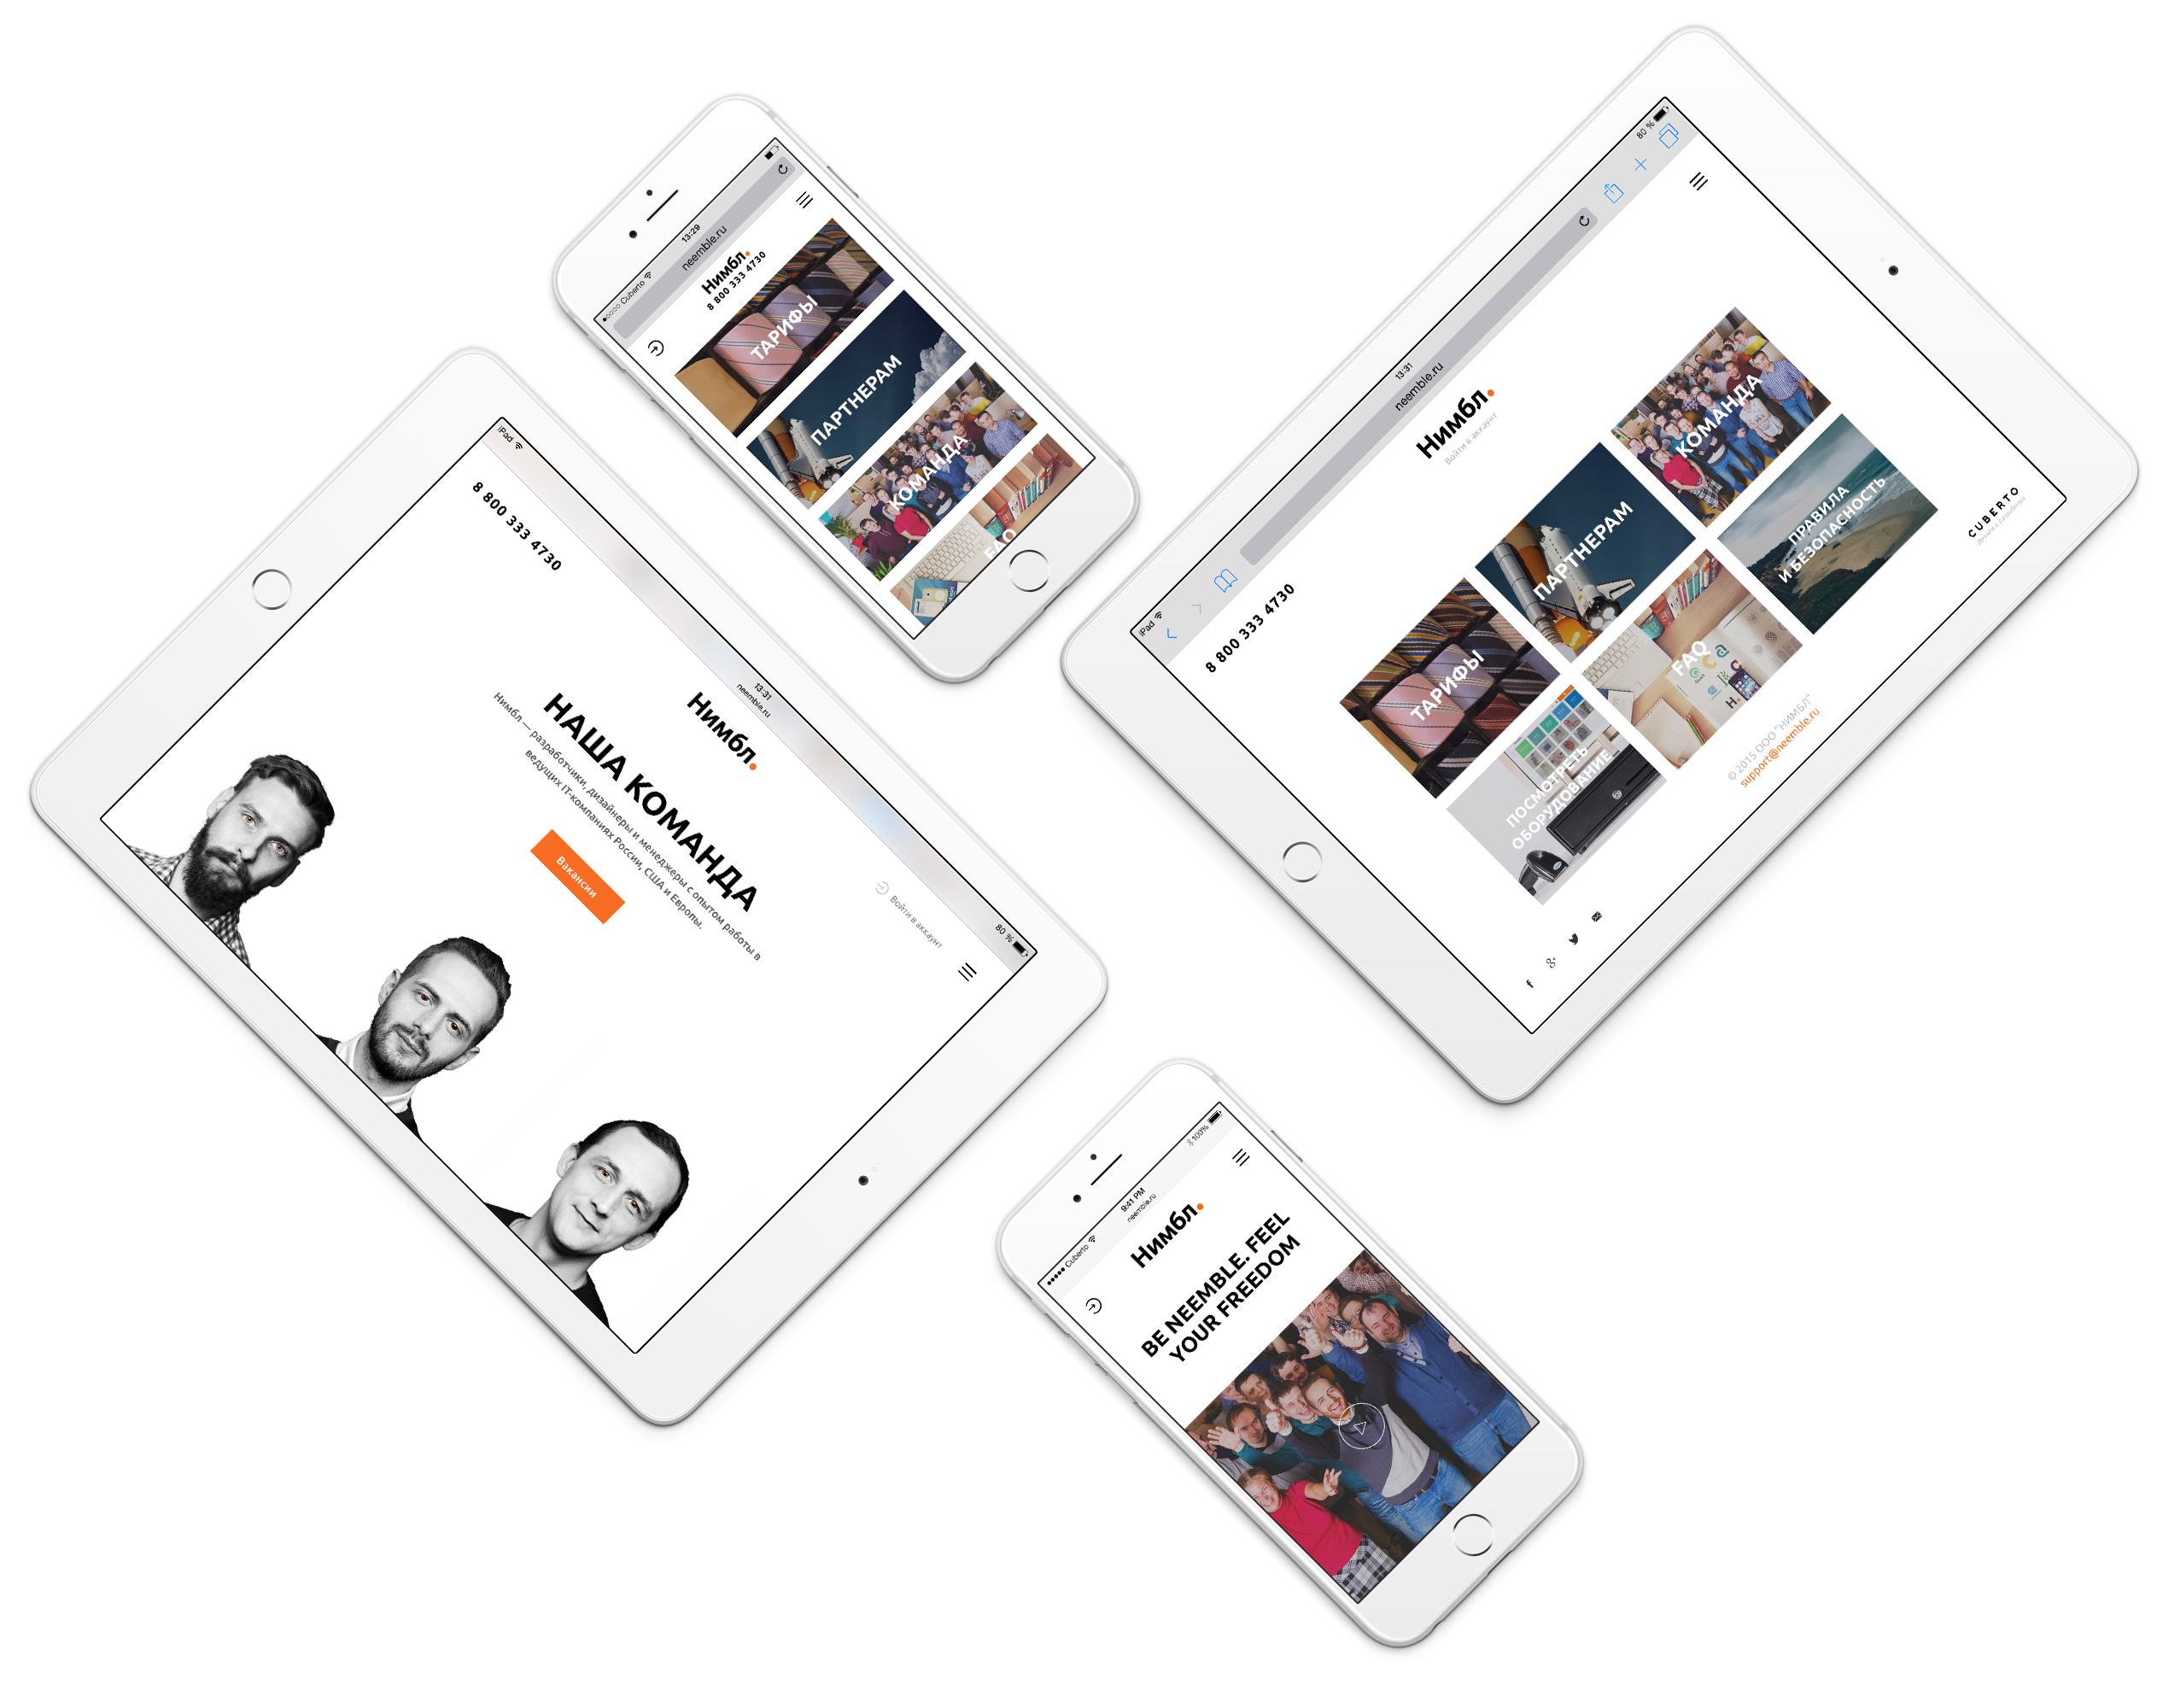 Cuberto
13:29
neemble.ru
Нимбл.
8 800 333 4730
ТАРИФЫ
ПАРТНЕРАМ
КОМАНДА
FAQ
iPad
13:31
neemble.ru
80 %
8 800 333 4730
Нимбл.
Войти в аккаунт
НАША КОМАНДА
Нимбл — разработчики, дизайнеры и менеджеры с опытом работы в
ведущих IT-компаниях России, США и Европы.
Вакансии
iPad
13:31
80 %
neemble.ru
8 800 333 4730
Нимбл.
Войти в аккаунт
ТАРИФЫ
ПАРТНЕРАМ
КОМАНДА
ПОСМОТРЕТЬ
ОБОРУДОВАНИЕ
FAQ
ПРАВИЛА
И БЕЗОПАСНОСТЬ
© 2015 ООО "НИМБЛ"
support@neemble.ru
CUBERTO
Cuberto
9:41 PM
100%
neemble.ru
Нимбл.
BE NEEMBLE. FEEL
YOUR FREEDOM